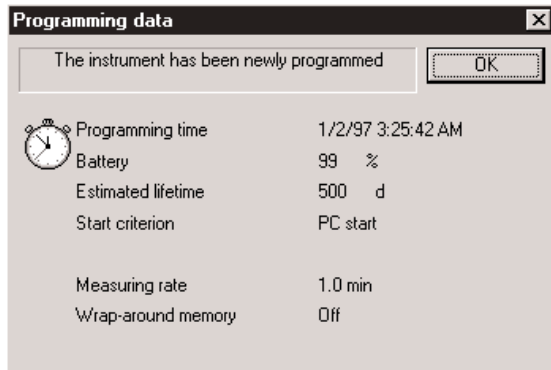 Programming data
The instrument has been newly programmed
OK
Programming time 1/2/97 3:25:42 AM
Battery 99 %
Estimated lifetime 500 d
Start criterion PC start
Measuring rate 1.0 min
Wrap-around memory Off